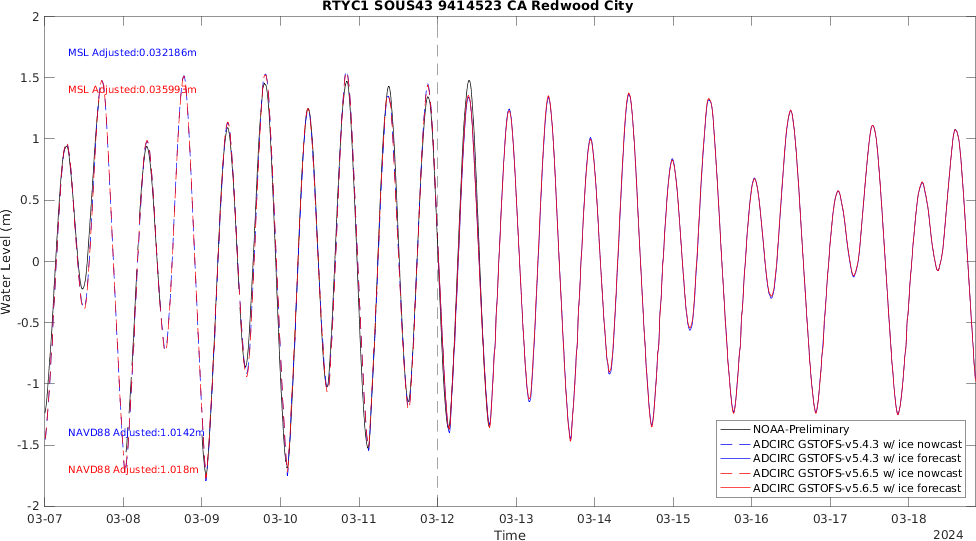 RTYC1 SOUS43 9414523 CA Redwood City
2
1.5
1
0.5
0
-0.5
-1
-1.5
-2
Water Level (m)
MSL Adjusted:0.032186m
MSL Adjusted:0.035993m
NAVD88 Adjusted:1.0142m
NAVD88 Adjusted:1.018m
NOAA-Preliminary
ADCIRC GSTOFS-v5.4.3 w/ ice nowcast
ADCIRC GSTOFS-v5.4.3 w/ ice forecast
ADCIRC GSTOFS-v5.6.5 w/ ice nowcast
ADCIRC GSTOFS-v5.6.5 w/ ice forecast
03-07 03-08 03-09 03-10 03-11 03-12 03-13 03-14 03-15 03-16 03-17 03-18
Time
2024